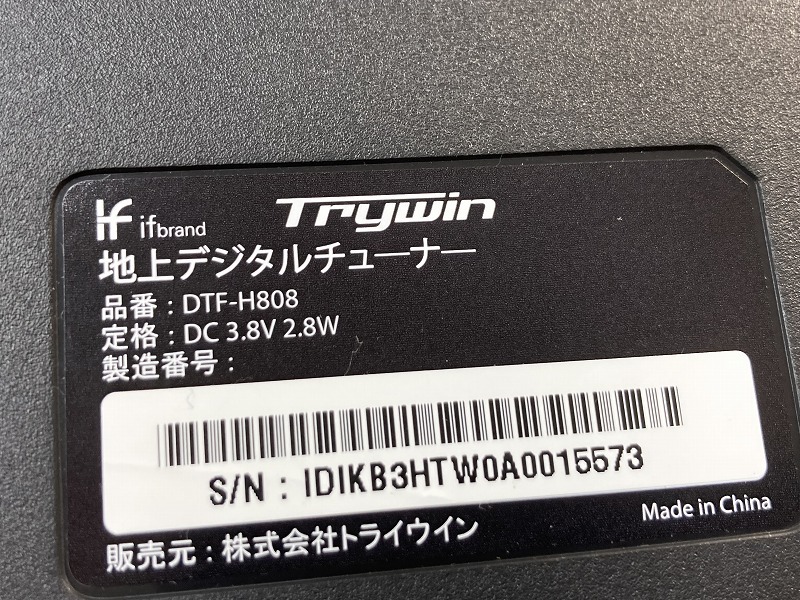 if ifbrand Trywin
地上デジタルチューナー
品番 : DTF-H808
定格 : DC 3.8V 2.8W
製造番号 :
S/N : IDIKB3HTW0A0015573
Made in China
販売元 : 株式会社トライウイン